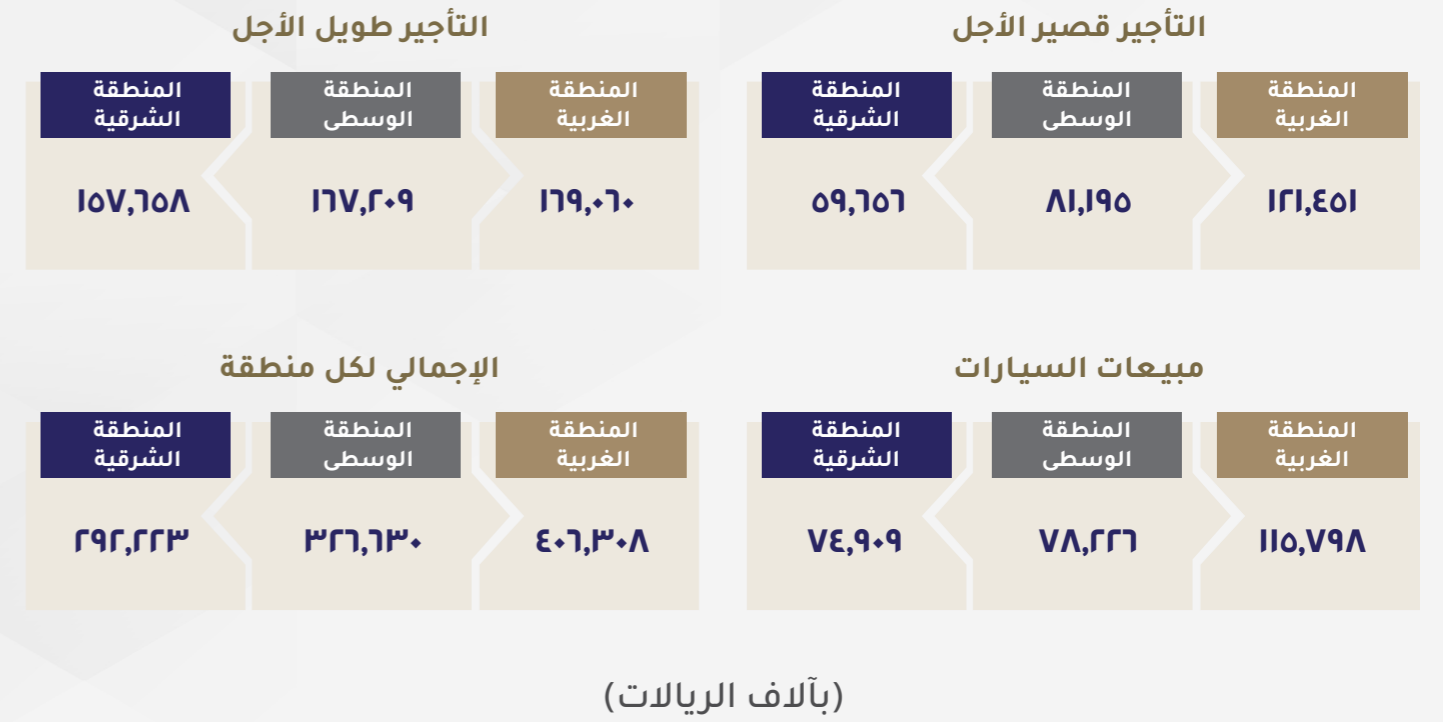 التأجير قصير الأجل
المنطقة
الغربية
١٢١,٤٥١
المنطقة
الوسطى
٨١,١٩٥
المنطقة
الشرقية
٥٩,٦٥٦
التأجير طويل الأجل
المنطقة
الغربية
١٦٩,٠٦٠
المنطقة
الوسطى
١٦٧,٢٠٩
المنطقة
الشرقية
١٥٧,٦٥٨
مبيعات السيارات
المنطقة
الغربية
١١٥,٧٩٨
المنطقة
الوسطى
٧٨,٢٢٦
المنطقة
الشرقية
٧٤,٩٠٩
الإجمالي لكل منطقة
المنطقة
الغربية
٤٠٦,٣٠٨
المنطقة
الوسطى
٣٢٦,٦٣٠
المنطقة
الشرقية
٢٩٢,٢٢٣
(بآلاف الريالات)